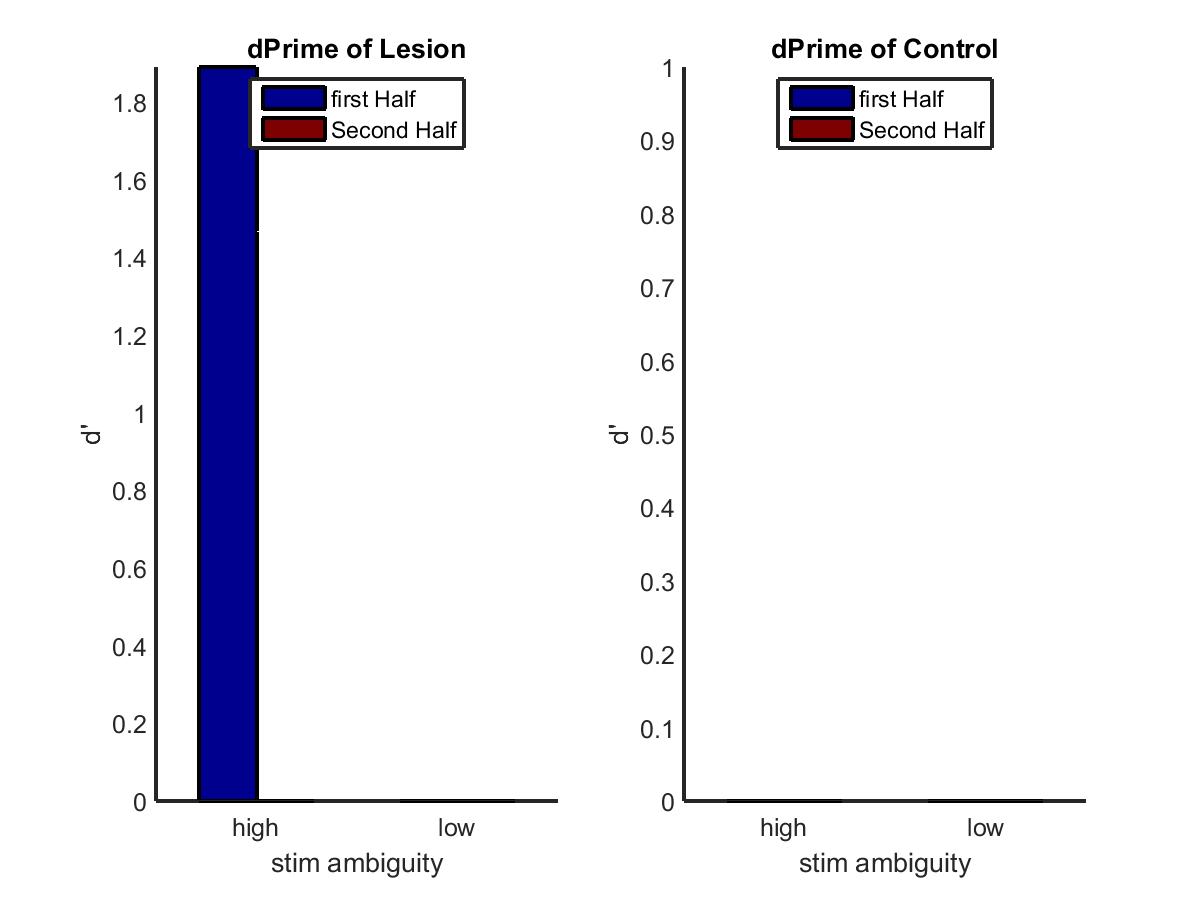 dPrime of Lesion
first Half
Second Half
1.8
1.6
1.4
1.2
1
0.8
0.6
0.4
0.2
0
d'
high low
stim ambiguity
dPrime of Control
first Half
Second Half
1
0.9
0.8
0.7
0.6
0.5
0.4
0.3
0.2
0.1
0
d'
high low
stim ambiguity